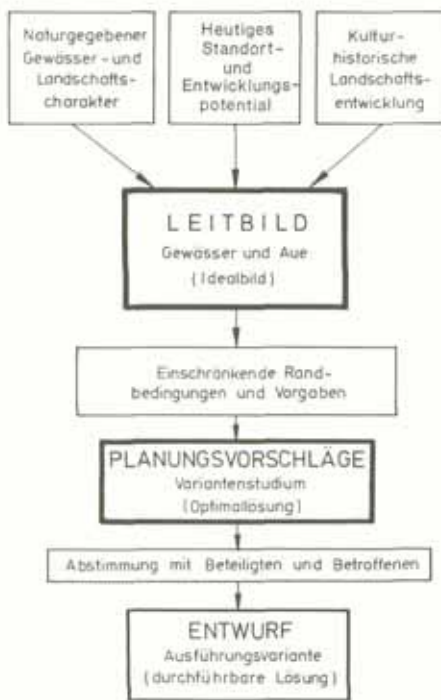 Naturgegebener
Gewässer- und
Landschafts-
charakter
Heutiges
Standort-
und
Entwicklungs-
potential
Kultur-
historische
Landschafts-
entwicklung
LEITBILD
Gewässer und Aue
(Idealbild)
Einschränkende Rand-
bedingungen und Vorgaben
PLANUNGSVORSCHLÄGE
Variantenstudium
(Optimallösung)
Abstimmung mit Beteiligten und Betroffenen
ENTWURF
Ausführungsvariante
(durchführbare Lösung)